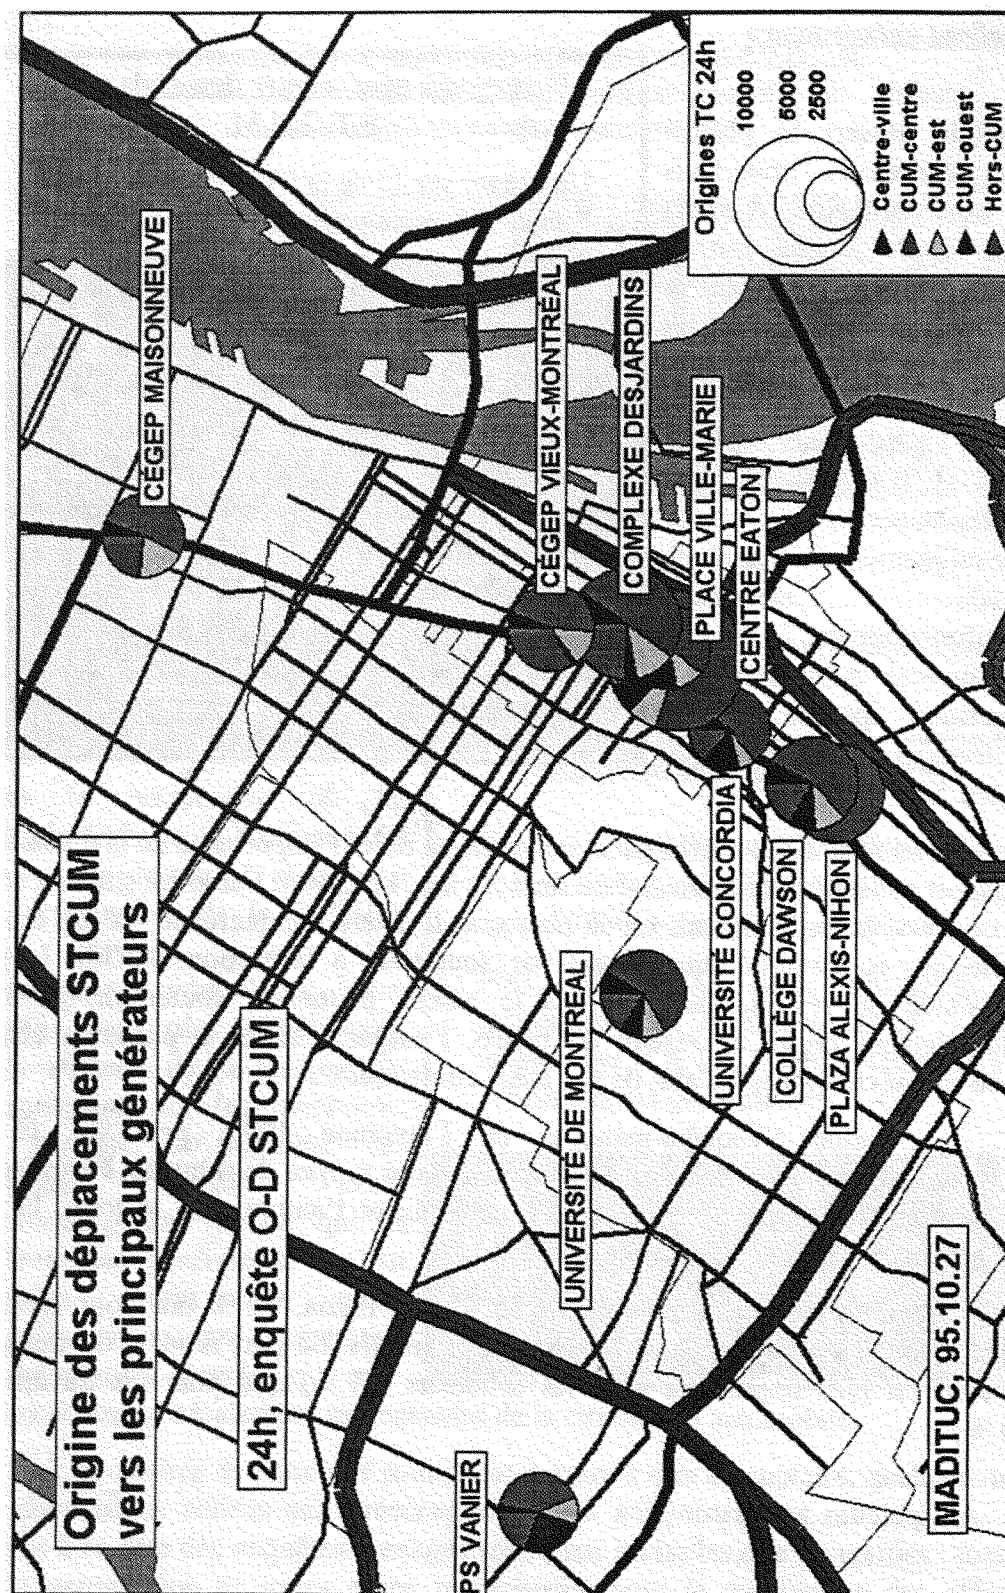 Origine des déplacements STCUM
vers les principaux générateurs
24h, enquête O-D STCUM
CÉGEP MAISONNEUVE
CÉGEP VIEUX-MONTRÉAL
COMPLEXE DESJARDINS
PLACE VILLE-MARIE
CENTRE EATON
UNIVERSITÉ DE MONTREAL
UNIVERSITÉ CONCORDIA
COLLÈGE DAWSON
PLAZA ALEXIS-NIHON
PS VANIER
MADITUC, 95.10.27
Origines TC 24h
10000
5000
2500
Centre-ville
CUM-centre
CUM-est
CUM-ouest
Hors-CUM